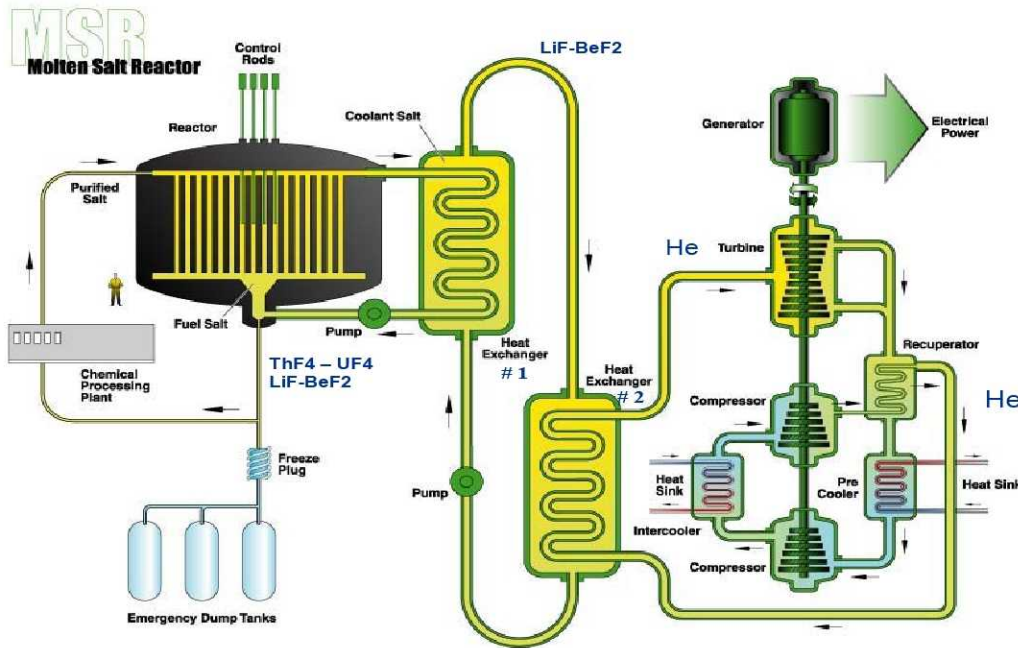 MSR
Molten Salt Reactor
Control
Rods
LiF-BeF2
Coolant Salt
Reactor
Generator
Electrical
Power
Purified
Salt
He
Turbine
Fuel Salt
Pump
Heat
Exchanger
# 1
Recuperator
ThF4 – UF4
LiF-BeF2
Chemical
Processing
Plant
Heat
Exchanger
# 2
Compressor
He
Freeze
Plug
Pump
Heat
Sink
Pre
Cooler
Heat Sink
Intercooler
Compressor
Emergency Dump Tanks